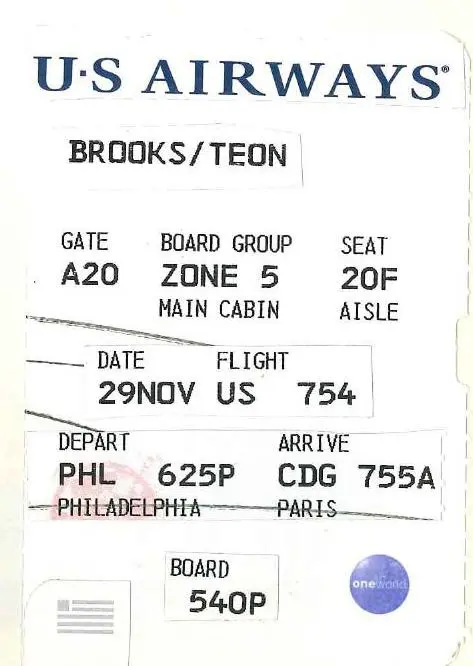 U·S AIRWAYS®
BROOKS/TEON
GATE BOARD GROUP SEAT
A20 ZONE 5 20F
MAIN CABIN AISLE
DATE FLIGHT
29NOV US 754
DEPART ARRIVE
PHL 625P CDG 755A
PHILADELPHIA PARIS
BOARD
540P
oneworld